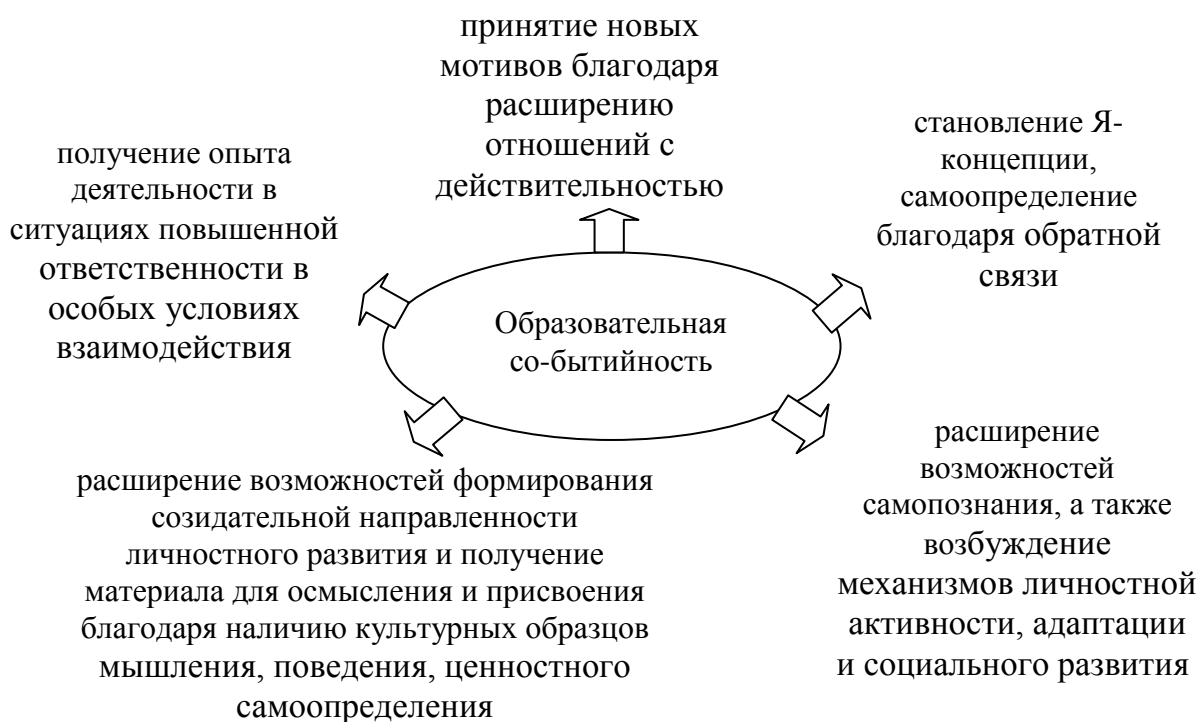 принятие новых
мотивов благодаря
расширению
отношений с
действительностью
получение опыта
деятельности в
ситуациях повышенной
ответственности в
особых условиях
взаимодействия
становление Я-
концепции,
самоопределение
благодаря обратной
связи
Образовательная
со-бытийность
расширение возможностей формирования
созидательной направленности
личностного развития и получение
материала для осмысления и присвоения
благодаря наличию культурных образцов
мышления, поведения, ценностного
самоопределения
расширение
возможностей
самопознания, а также
возбуждение
механизмов личностной
активности, адаптации
и социального развития